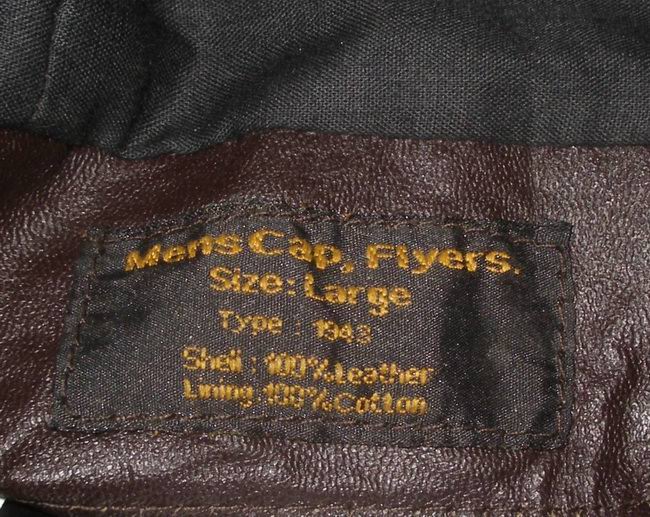 Mens Cap, Flyers.
Size: Large
Type : 1943
Shell : 100% Leather
Lining 100% Cotton